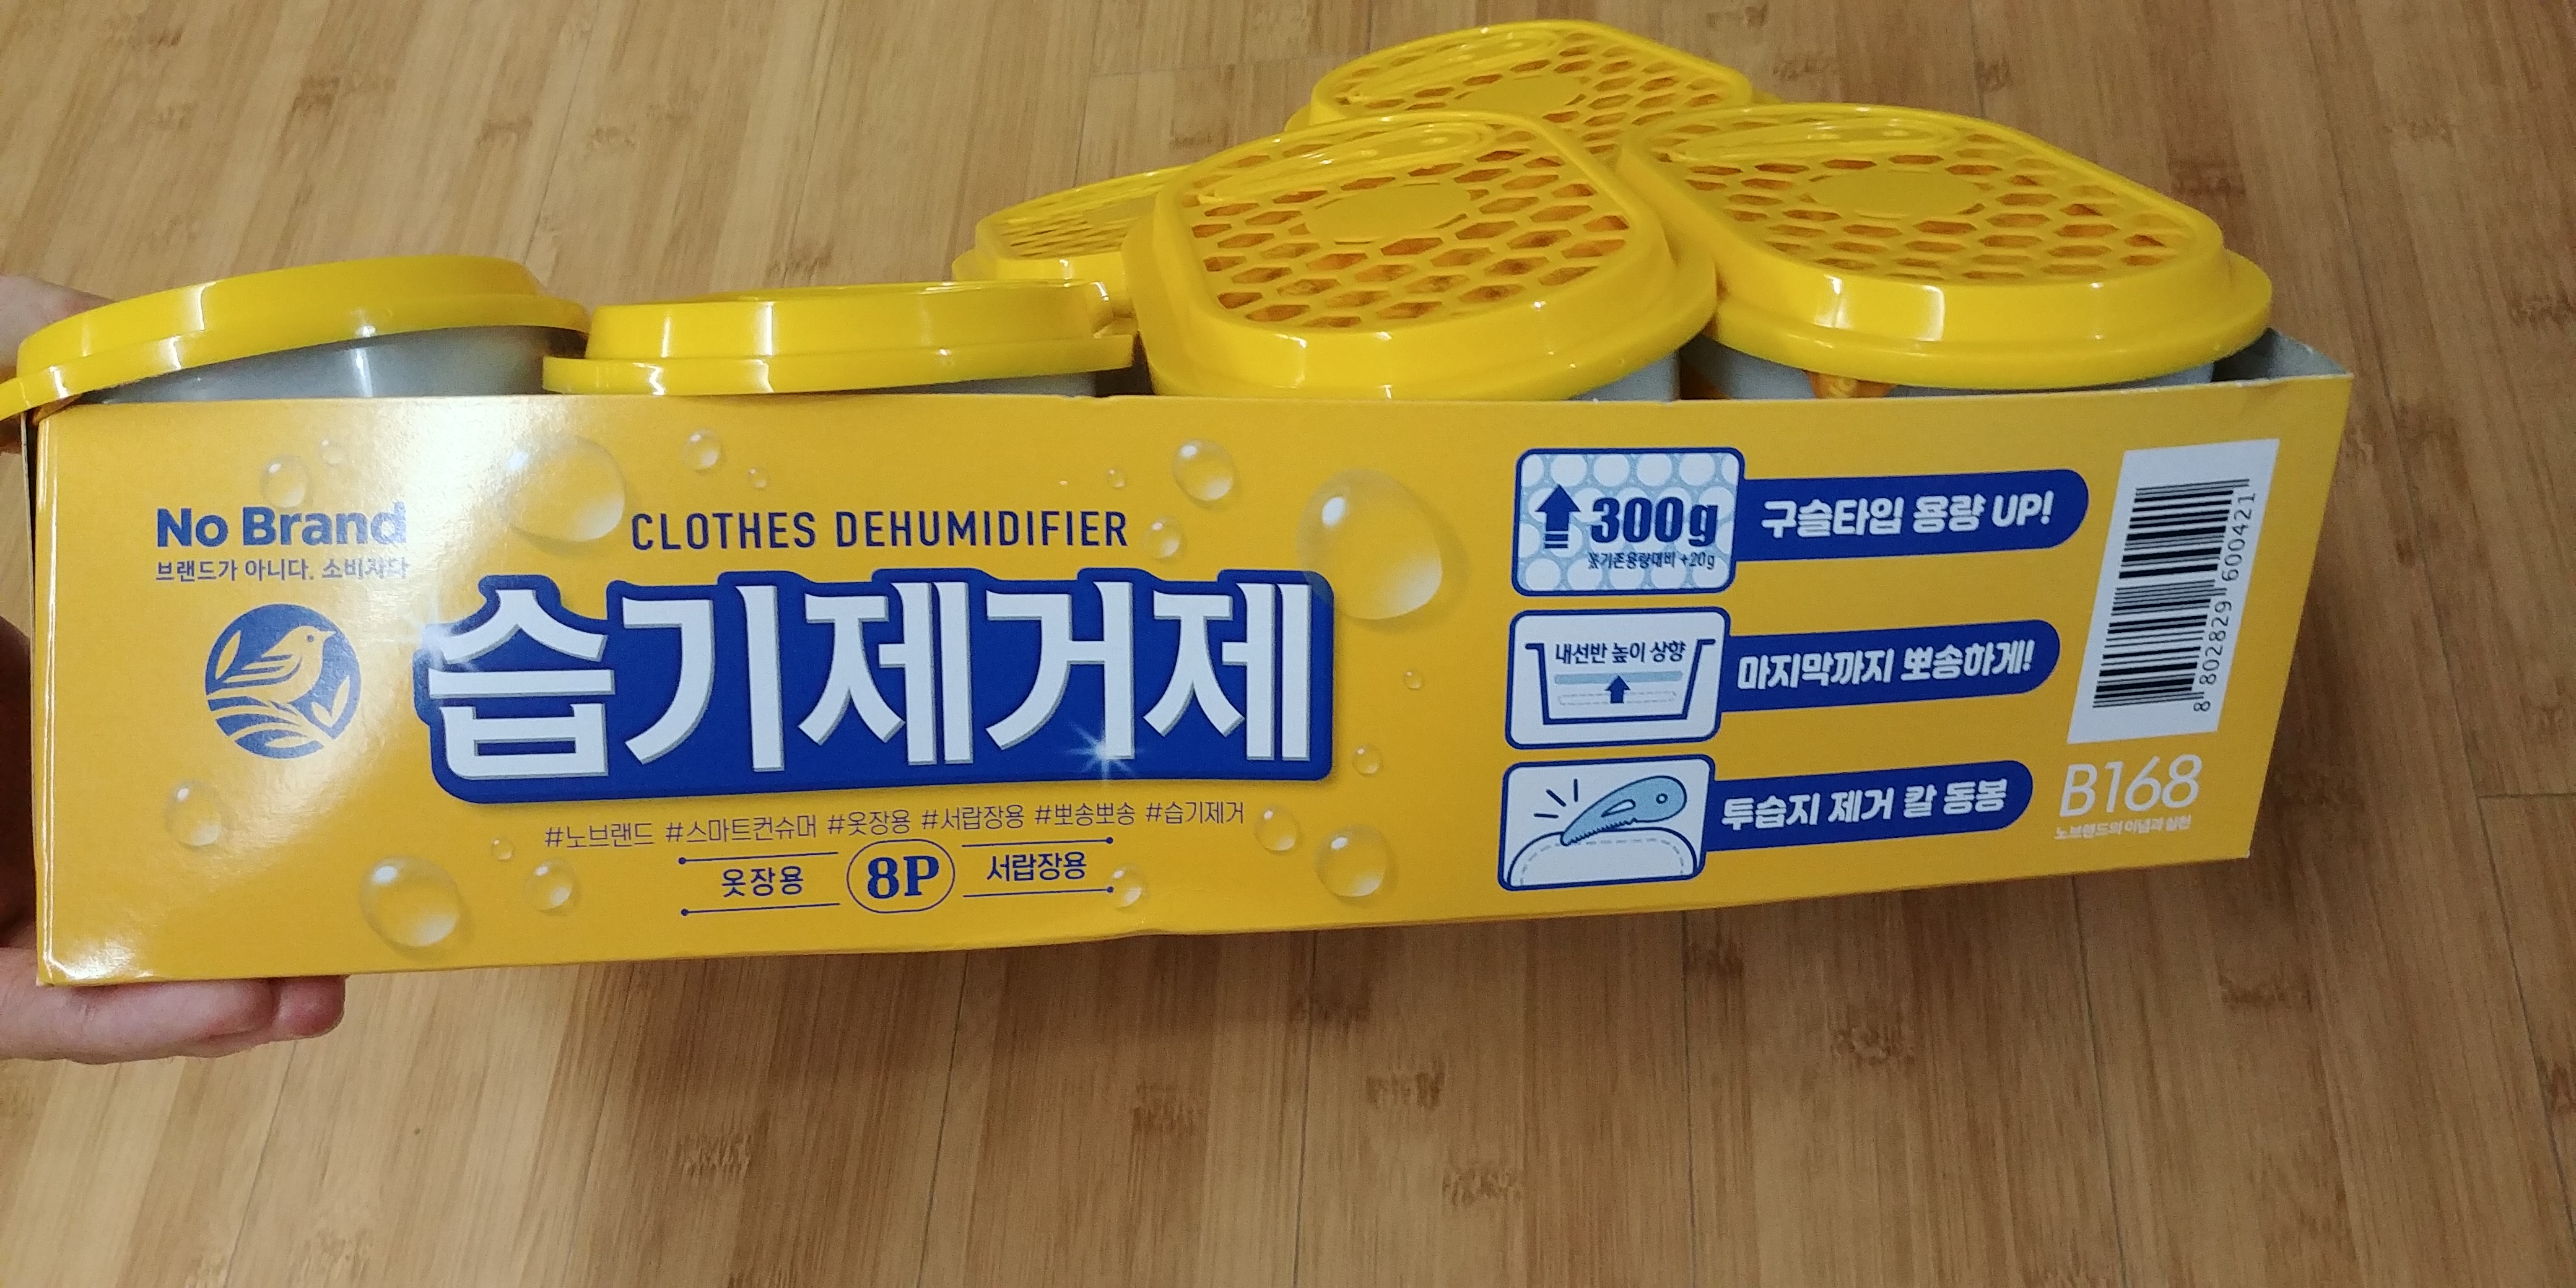 No Brand
브랜드가 아니다. 소비자다
CLOTHES DEHUMIDIFIER
습기제거제
#노브랜드 #스마트컨슈머 #옷장용 #서랍장용 #뽀송뽀송 #습기제거
옷장용 8P 서랍장용
300g
※기존용량대비 +20g
구슬타입 용량 UP!
내선반 높이 상향
마지막까지 뽀송하게!
투습지 제거 칼 동봉
8 802829 600421
B168
노브랜드의 이념과 실천